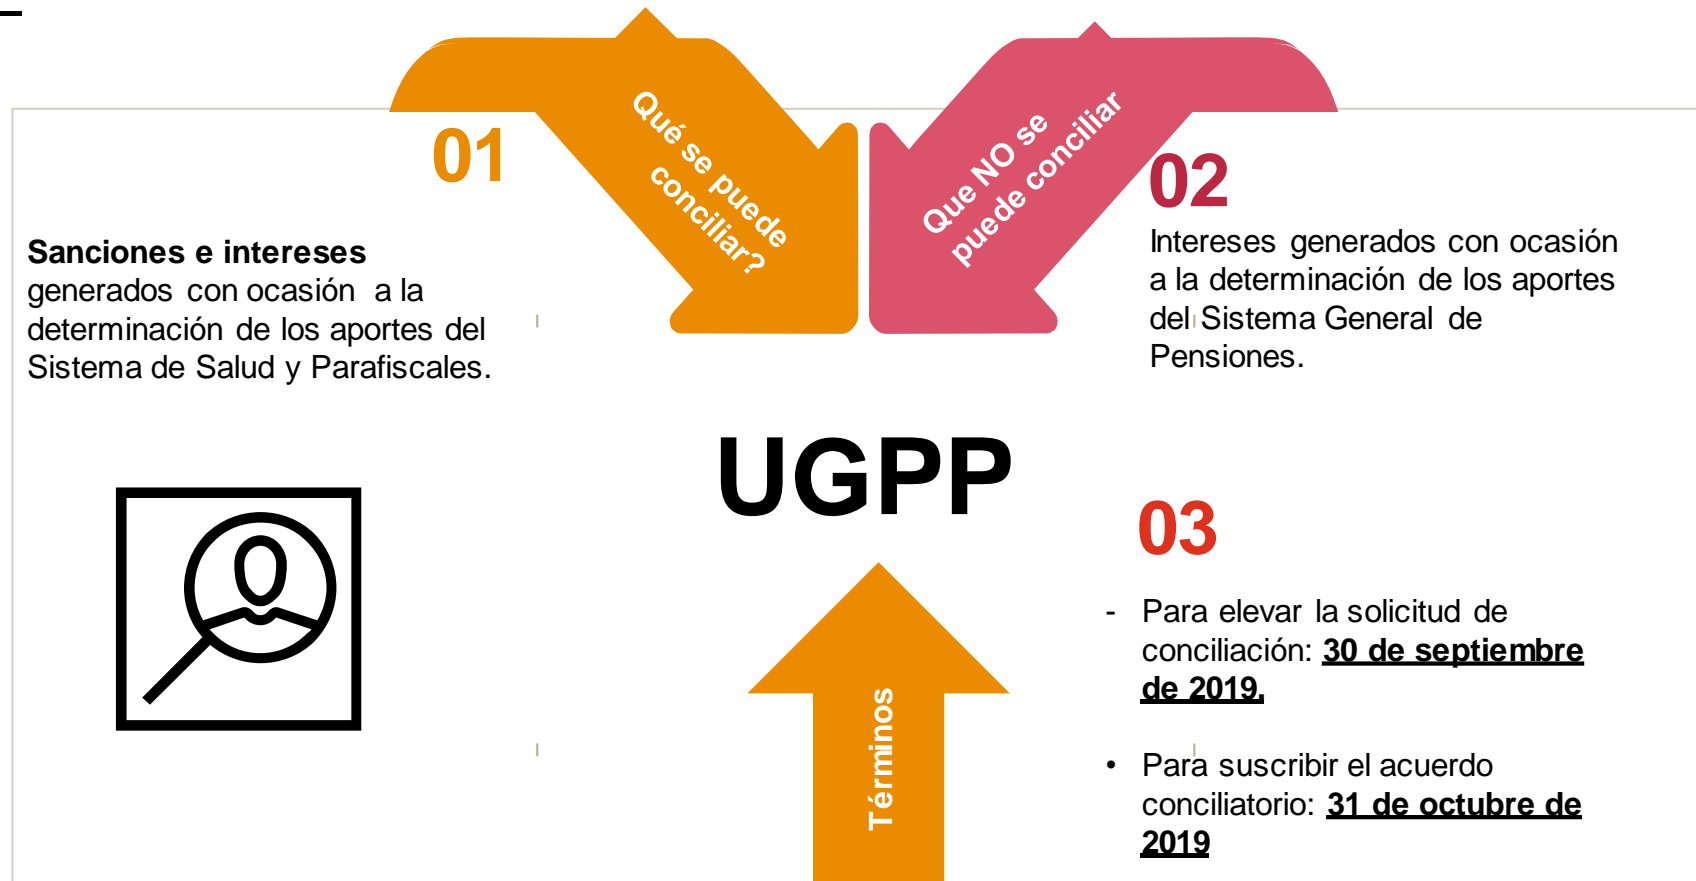 01
Qué se puede
conciliar?
Sanciones e intereses
generados con ocasión a la
determinación de los aportes del
Sistema de Salud y Parafiscales.
Que NO se
puede conciliar
02
Intereses generados con ocasión
a la determinación de los aportes
del Sistema General de
Pensiones.
UGPP
03
Términos
- Para elevar la solicitud de
conciliación: 30 de septiembre
de 2019.
• Para suscribir el acuerdo
conciliatorio: 31 de octubre de
2019